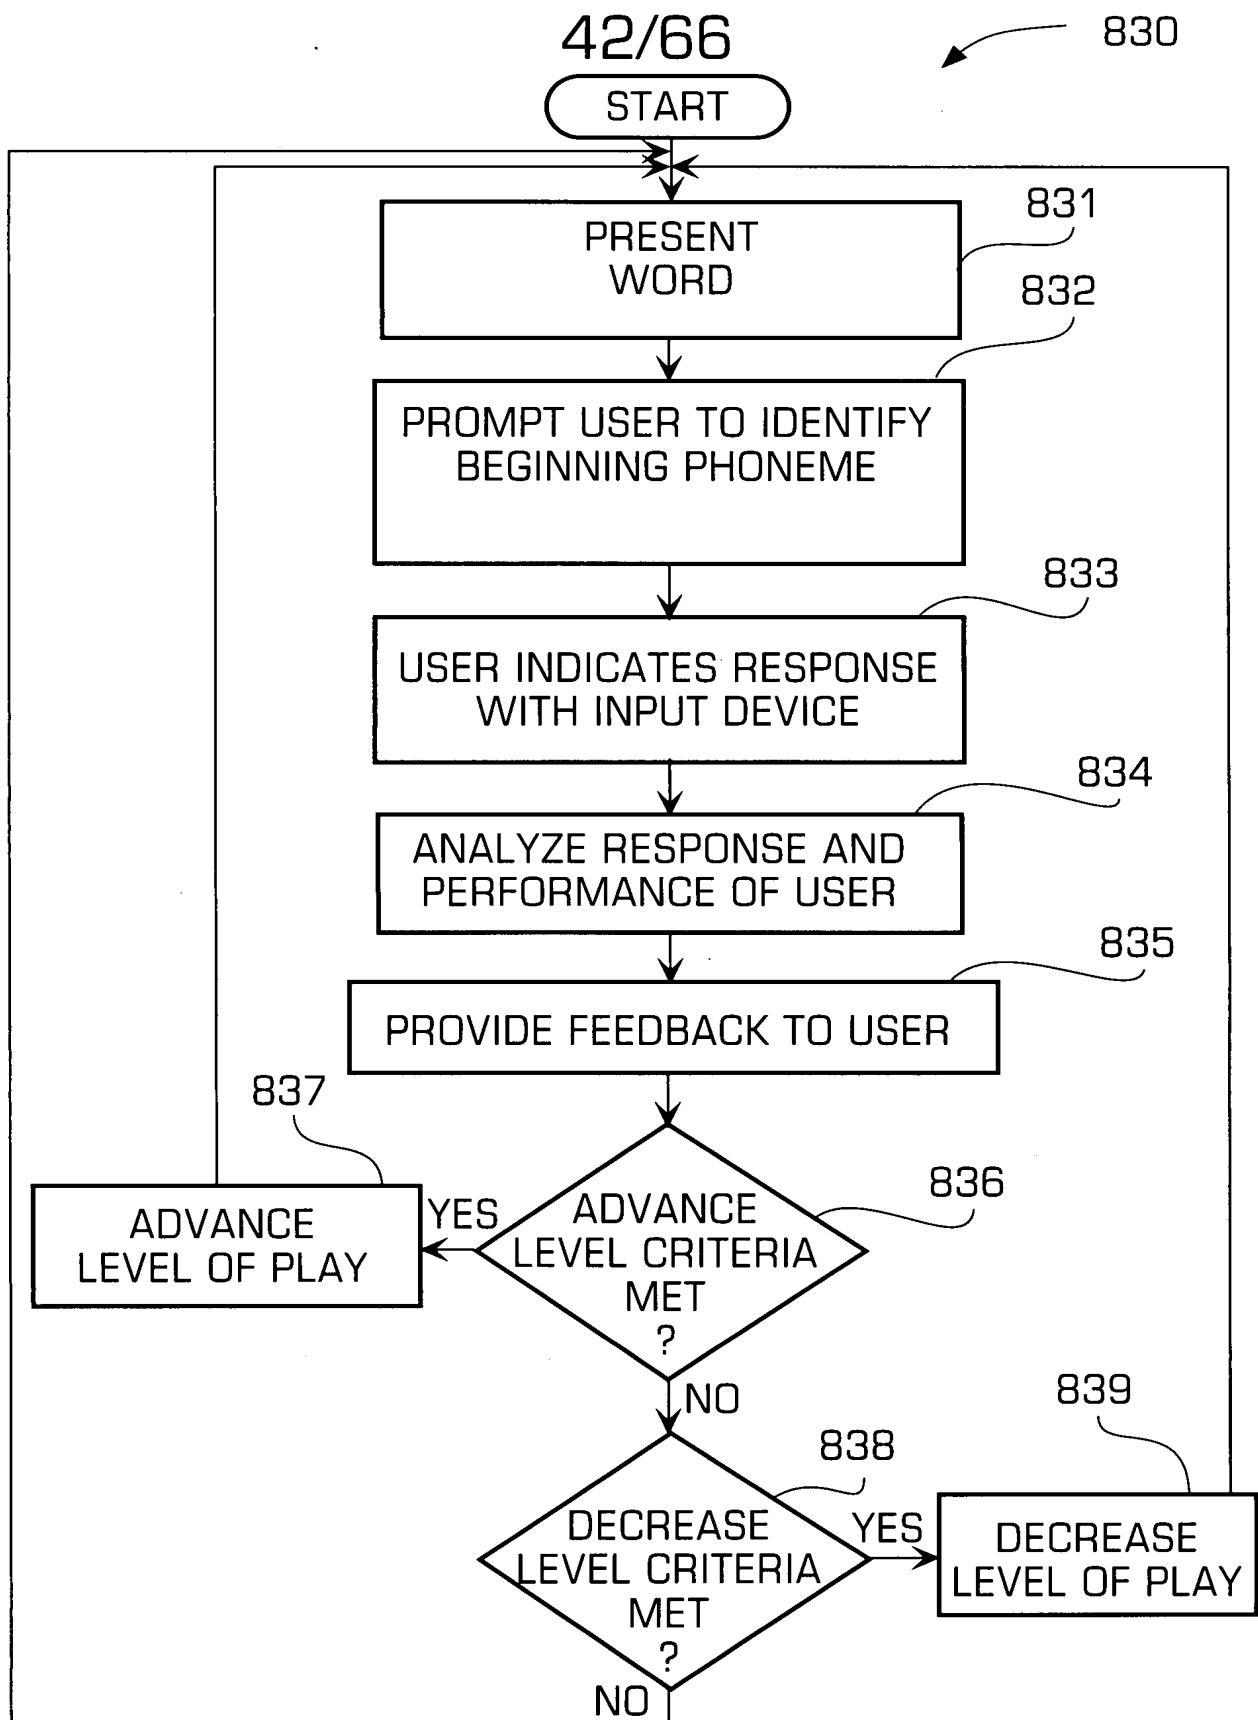 42/66
830
START
PRESENT
WORD
831
832
PROMPT USER TO IDENTIFY
BEGINNING PHONEME
833
USER INDICATES RESPONSE
WITH INPUT DEVICE
834
ANALYZE RESPONSE AND
PERFORMANCE OF USER
835
PROVIDE FEEDBACK TO USER
837
ADVANCE
LEVEL OF PLAY
YES
836
ADVANCE
LEVEL CRITERIA
MET
?
NO
838
839
DECREASE
LEVEL CRITERIA
MET
?
YES
DECREASE
LEVEL OF PLAY
NO